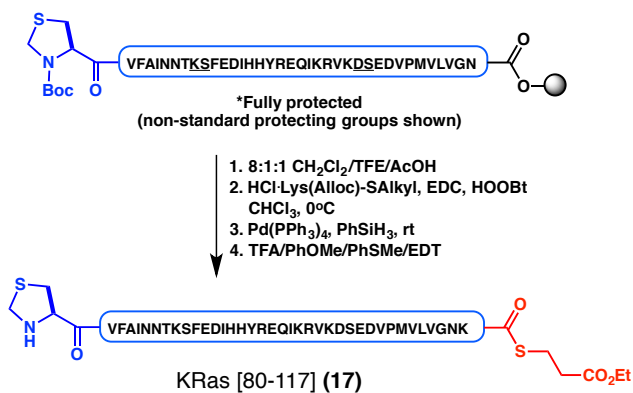 S
N
Boc
O
VFAINNTKSFEDIHHYREQIKRVKDSEDVPMVLVGN
O
O
*Fully protected
(non-standard protecting groups shown)
1. 8:1:1 CH₂Cl₂/TFE/AcOH
2. HCl·Lys(Alloc)-SAlkyl, EDC, HOOBt
CHCl₃, 0ºC
3. Pd(PPh₃)₄, PhSiH₃, rt
4. TFA/PhOMe/PhSMe/EDT
S
N
H
O
VFAINNTKSFEDIHHYREQIKRVKDSEDVPMVLVGNK
O
S
CO₂Et
KRas [80-117] (17)